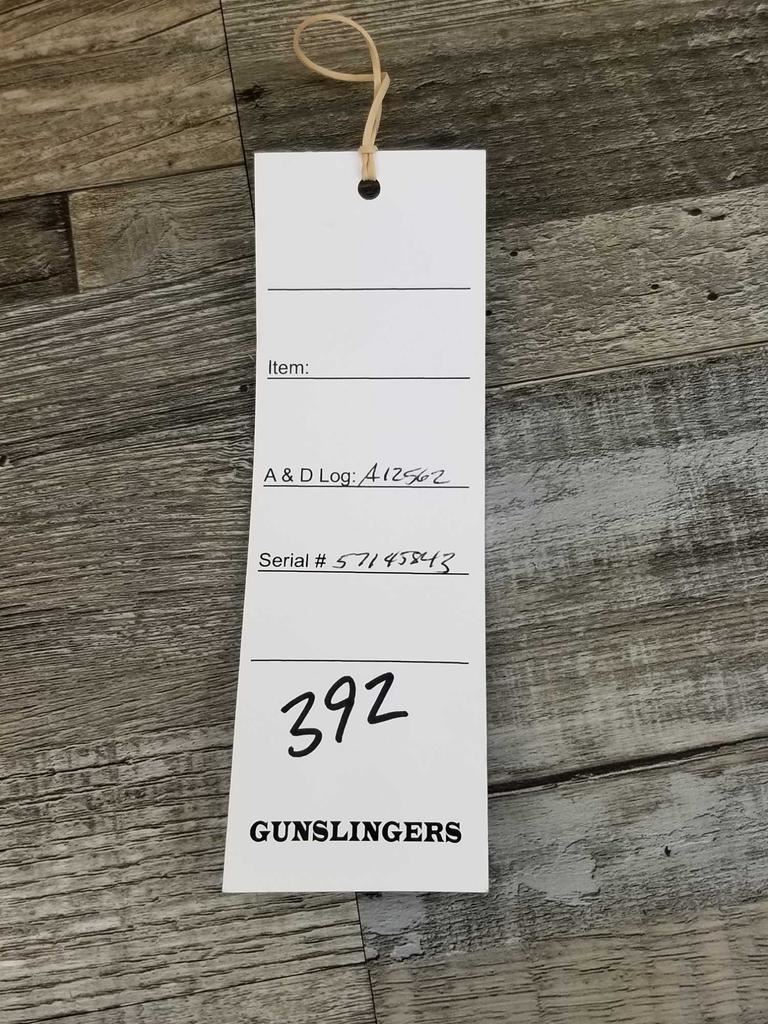 Item:
A & D Log: A12562
Serial # 57145843
392
GUNSLINGERS